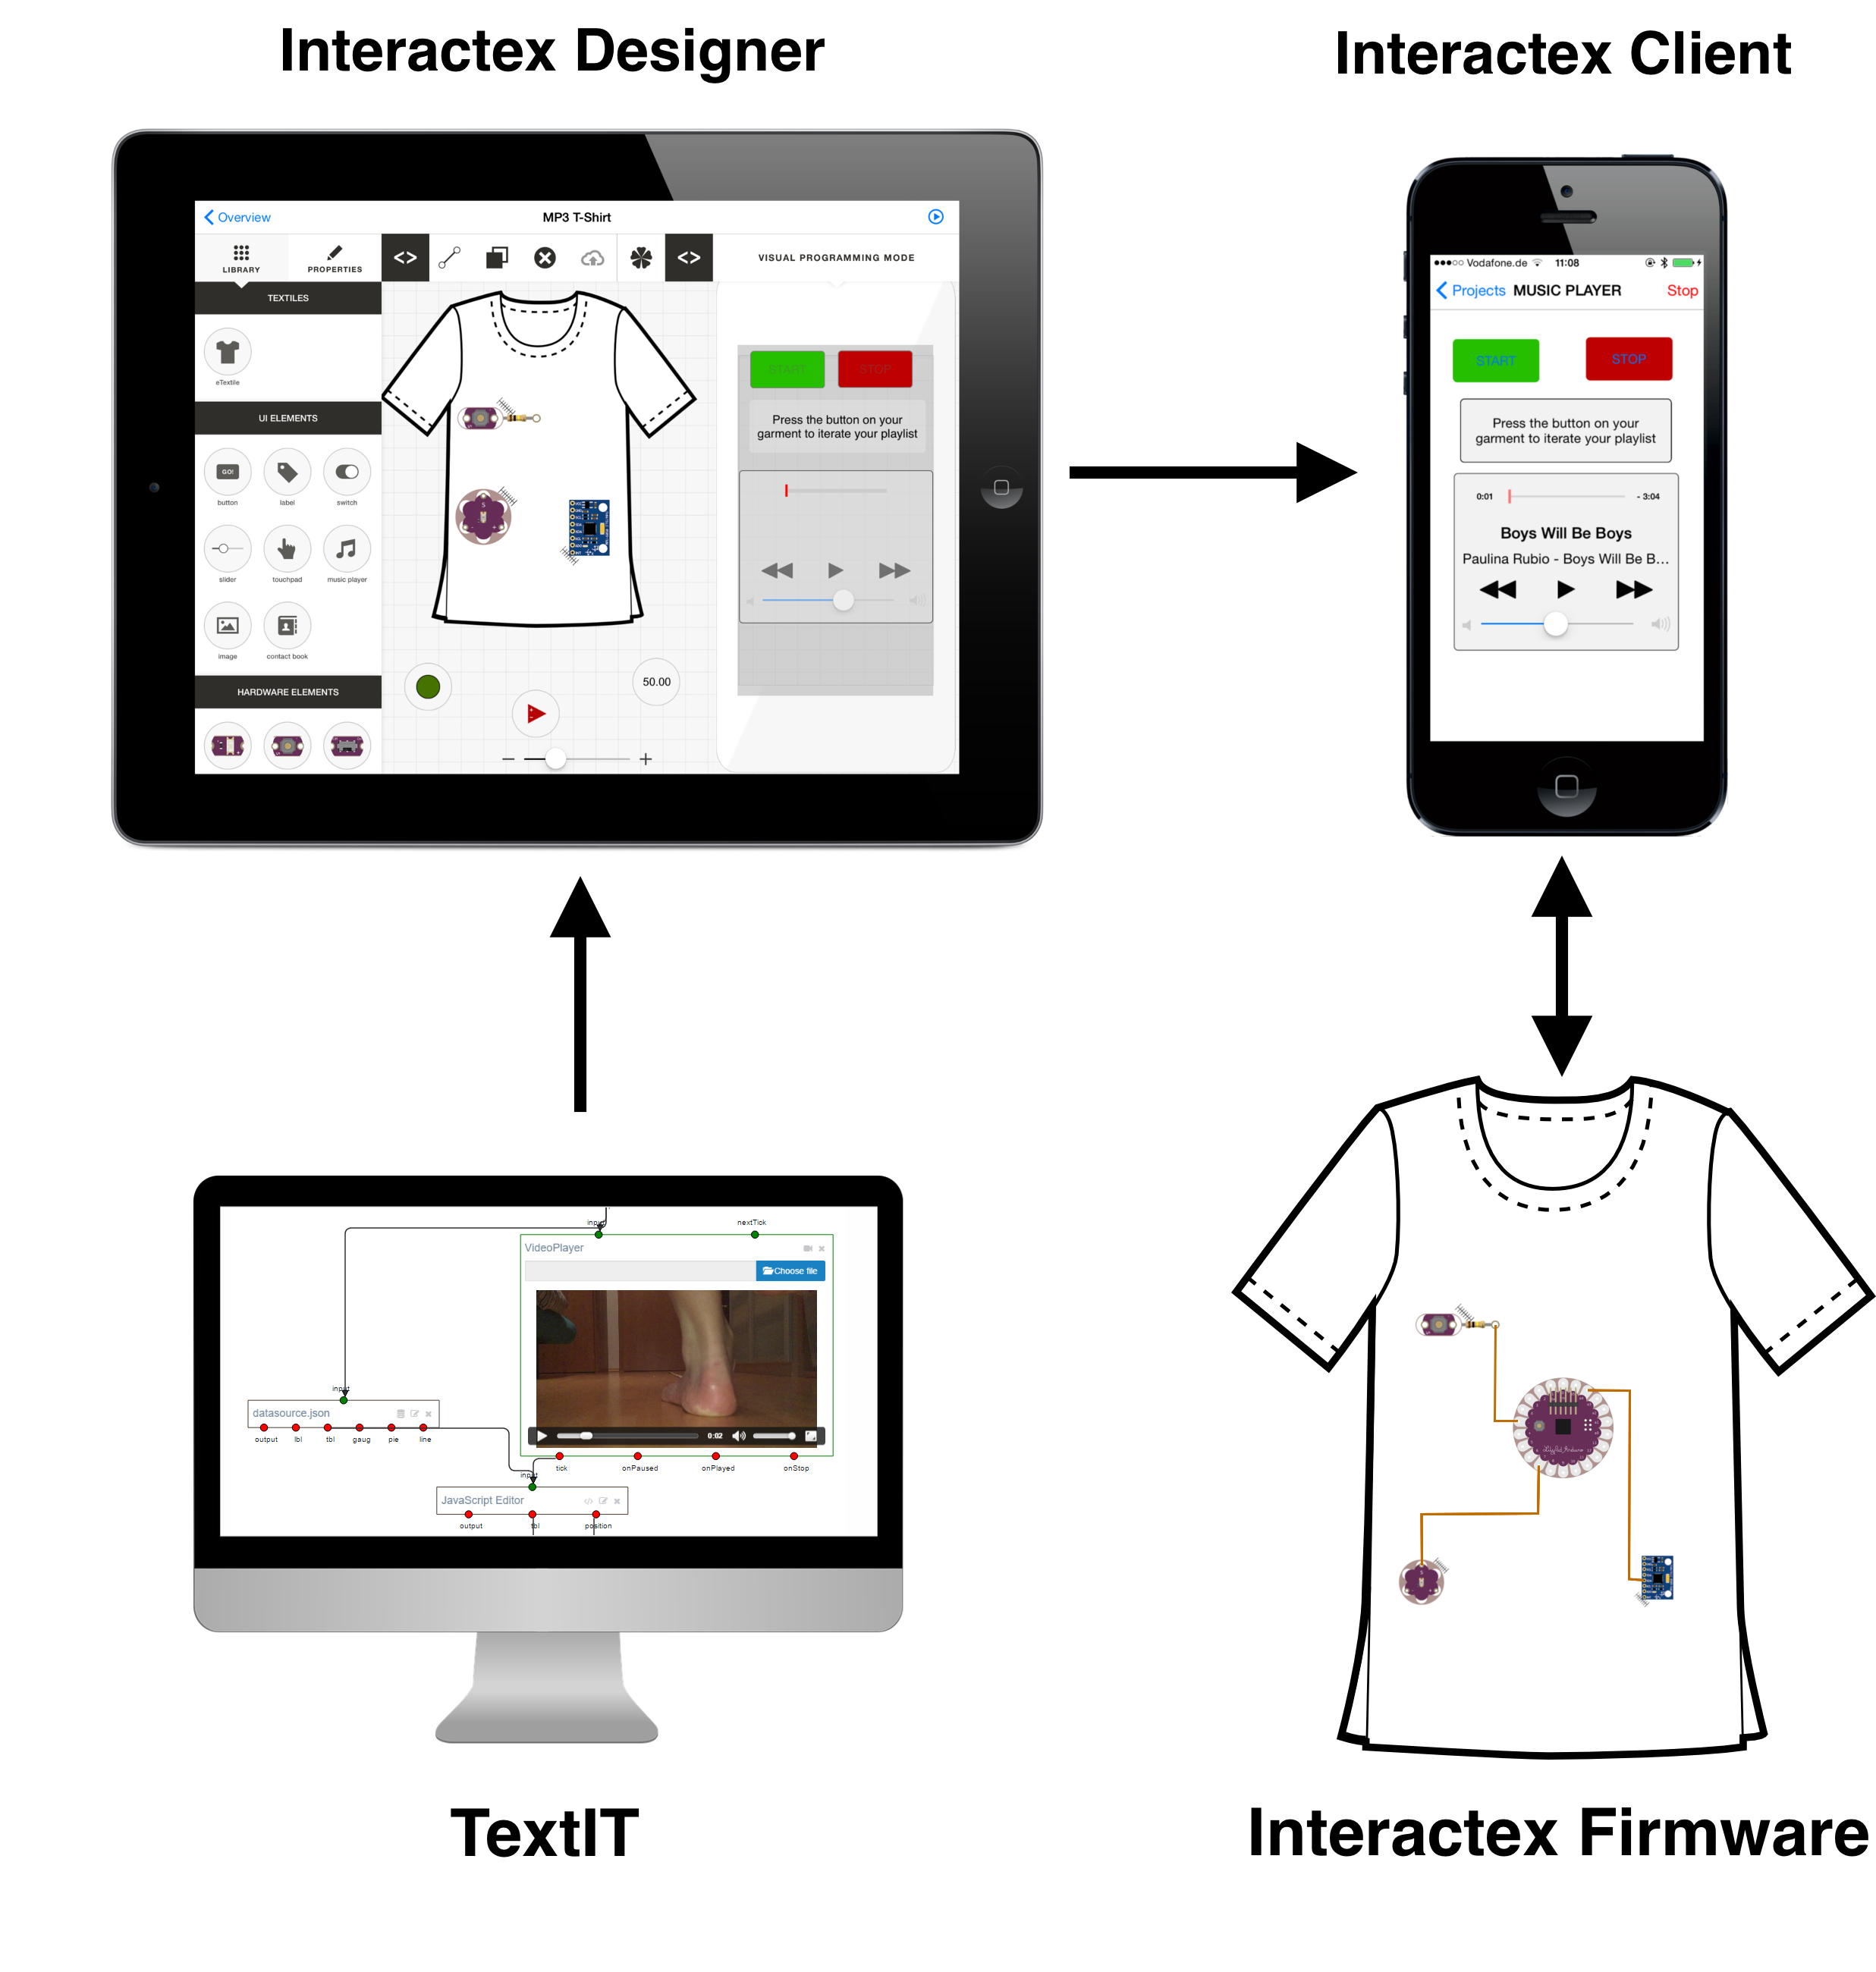 Interactex Designer
Interactex Client
Overview
MP3 T-Shirt
LIBRARY
PROPERTIES
<>
<>
VISUAL PROGRAMMING MODE
TEXTILES
eTextile
UI ELEMENTS
GO!
button
label
switch
slider
touchpad
music player
image
contact book
HARDWARE ELEMENTS
START
STOP
Press the button on your
garment to iterate your playlist
50.00
Vodafone.de
11:08
Projects
MUSIC PLAYER
Stop
START
STOP
Press the button on your
garment to iterate your playlist
0:01
- 3:04
Boys Will Be Boys
Paulina Rubio - Boys Will Be B...
input
nextTick
VideoPlayer
Choose file
0:02
tick
onPaused
onPlayed
onStop
input
datasource.json
output
lbl
tbl
gaug
pie
line
input
JavaScript Editor
output
tbl
position
TextIT
Interactex Firmware